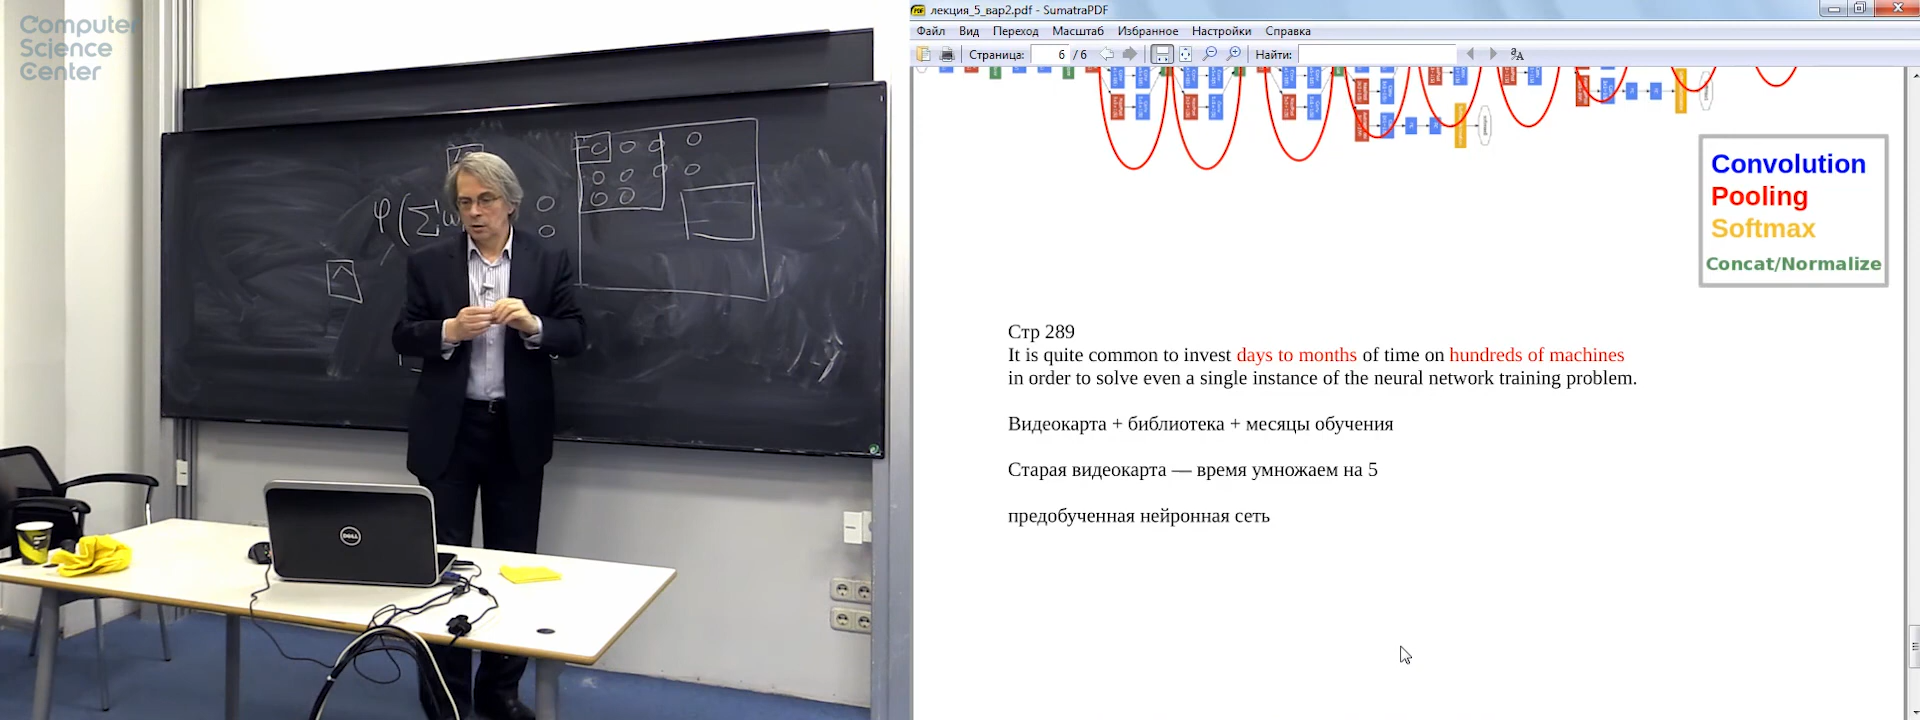 Computer
Science
Center
φ(Σw
DELL
лекция_5_вар2.pdf - SumatraPDF
Файл Вид Переход Масштаб Избранное Настройки Справка
Страница: 6 / 6 Найти:
Convolution
Pooling
Softmax
Concat/Normalize
Стр 289
It is quite common to invest days to months of time on hundreds of machines
in order to solve even a single instance of the neural network training problem.
Видеокарта + библиотека + месяцы обучения
Старая видеокарта — время умножаем на 5
предобученная нейронная сеть